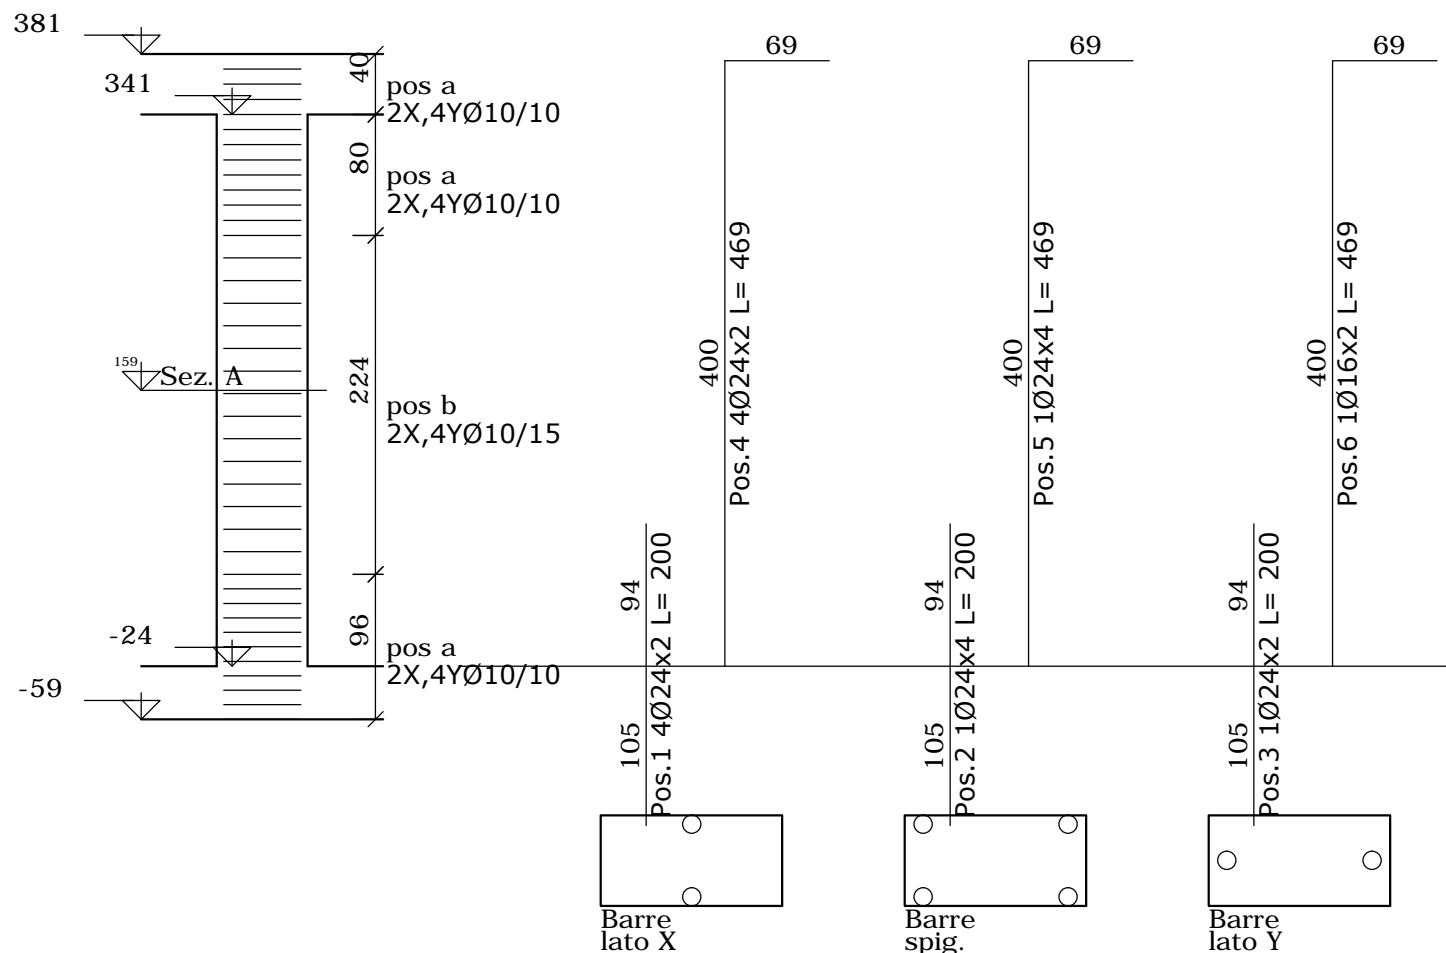 381
341
159
Sez. A
-24
-59
40
80
224
96
pos a
2X,4YØ10/10
pos a
2X,4YØ10/10
pos b
2X,4YØ10/15
pos a
2X,4YØ10/10
69
400
Pos.4 4Ø24x2 L= 469
94
105
Pos.1 4Ø24x2 L= 200
Barre
lato X
69
400
Pos.5 1Ø24x4 L= 469
94
105
Pos.2 1Ø24x4 L= 200
Barre
spig.
69
400
Pos.6 1Ø16x2 L= 469
94
105
Pos.3 1Ø24x2 L= 200
Barre
lato Y